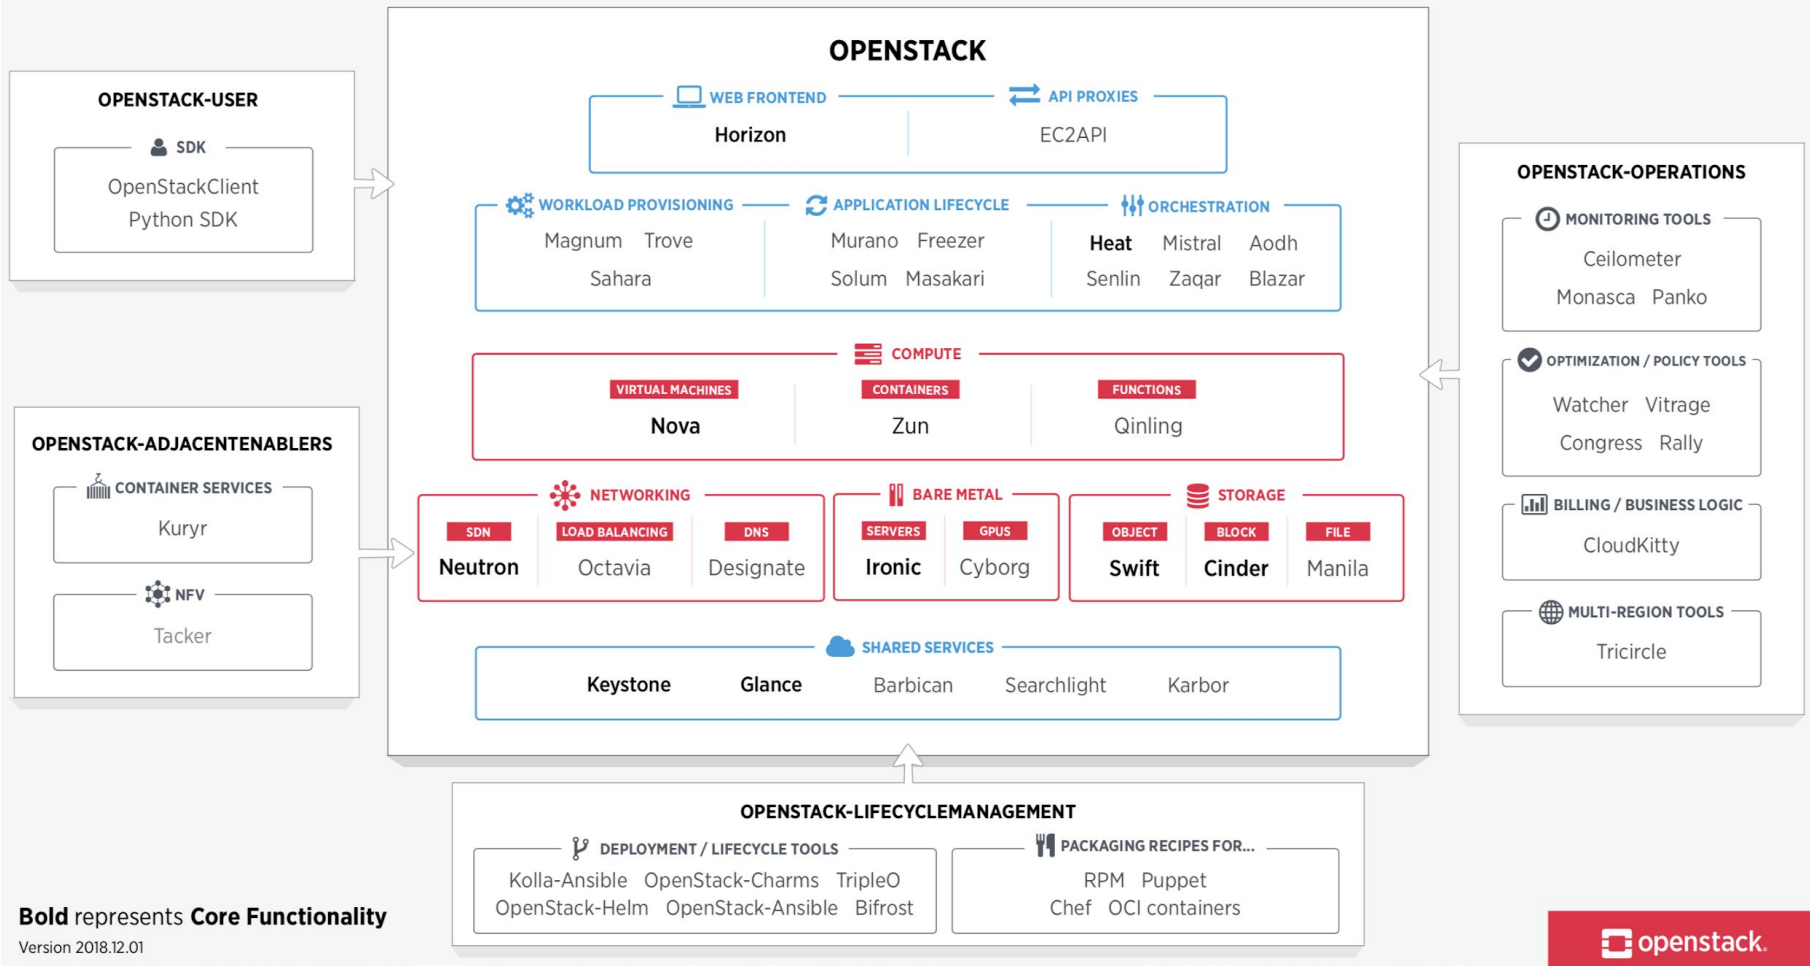 OPENSTACK
WEB FRONTEND
Horizon
API PROXIES
EC2API
WORKLOAD PROVISIONING
Magnum Trove
Sahara
APPLICATION LIFECYCLE
Murano Freezer
Solum Masakari
ORCHESTRATION
Heat Mistral Aodh
Senlin Zaqar Blazar
COMPUTE
VIRTUAL MACHINES
Nova
CONTAINERS
Zun
FUNCTIONS
Qinling
NETWORKING
SDN
Neutron
LOAD BALANCING
Octavia
DNS
Designate
BARE METAL
SERVERS
Ironic
GPUS
Cyborg
STORAGE
OBJECT
Swift
BLOCK
Cinder
FILE
Manila
SHARED SERVICES
Keystone Glance Barbican Searchlight Karbor
OPENSTACK-USER
SDK
OpenStackClient
Python SDK
OPENSTACK-ADJACENTENABLERS
CONTAINER SERVICES
Kuryr
NFV
Tacker
OPENSTACK-OPERATIONS
MONITORING TOOLS
Ceilometer
Monasca Panko
OPTIMIZATION / POLICY TOOLS
Watcher Vitrage
Congress Rally
BILLING / BUSINESS LOGIC
CloudKitty
MULTI-REGION TOOLS
Tricircle
OPENSTACK-LIFECYCLEMANAGEMENT
DEPLOYMENT / LIFECYCLE TOOLS
Kolla-Ansible OpenStack-Charms TripleO
OpenStack-Helm OpenStack-Ansible Bifrost
PACKAGING RECIPES FOR...
RPM Puppet
Chef OCI containers
Bold represents Core Functionality
Version 2018.12.01
openstack.